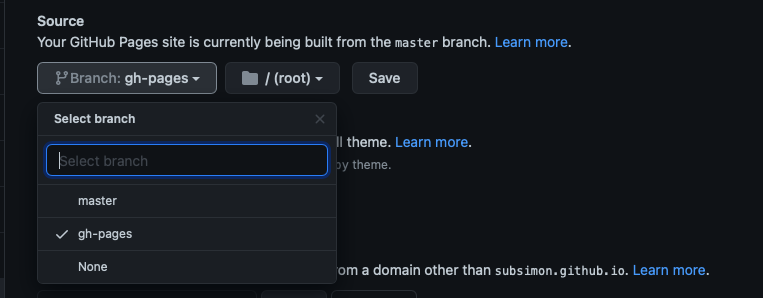 Source
Your GitHub Pages site is currently being built from the master branch. Learn more.
Branch: gh-pages / (root) Save
Select branch
ll theme. Learn more.
Select branch
by theme.
master
gh-pages
None
om a domain other than subsimon.github.io. Learn more.